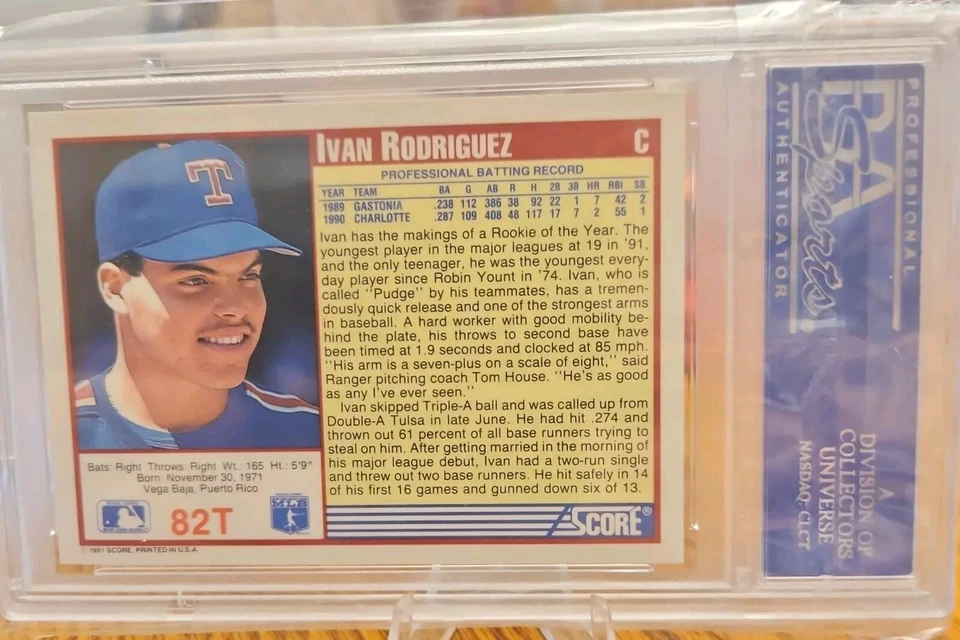 IVAN RODRIGUEZ C
PROFESSIONAL BATTING RECORD
YEAR TEAM BA G AB R H 2B 3B HR RBI SB
1989 GASTONIA .238 112 386 38 92 22 1 7 42 2
1990 CHARLOTTE .287 109 408 48 117 17 7 2 55 1
Ivan has the makings of a Rookie of the Year. The
youngest player in the major leagues at 19 in '91,
and the only teenager, he was the youngest every-
day player since Robin Yount in '74. Ivan, who is
called "Pudge" by his teammates, has a tremen-
dously quick release and one of the strongest arms
in baseball. A hard worker with good mobility be-
hind the plate, his throws to second base have
been timed at 1.9 seconds and clocked at 85 mph.
"His arm is a seven-plus on a scale of eight," said
Ranger pitching coach Tom House. "He's as good
as any I've ever seen."
Ivan skipped Triple-A ball and was called up from
Double-A Tulsa in late June. He had hit .274 and
thrown out 61 percent of all base runners trying to
steal on him. After getting married in the morning of
his major league debut, Ivan had a two-run single
and threw out two base runners. He hit safely in 14
of his first 16 games and gunned down six of 13.
T
Bats: Right Throws: Right Wt.: 165 Ht.: 5'9"
Born: November 30, 1971
Vega Baja, Puerto Rico
82T
SCORE®
© 1991 SCORE, PRINTED IN U.S.A.
PROFESSIONAL
PSA
Sports
AUTHENTICATOR
A
DIVISION OF
COLLECTORS
UNIVERSE
NASDAQ: CLCT